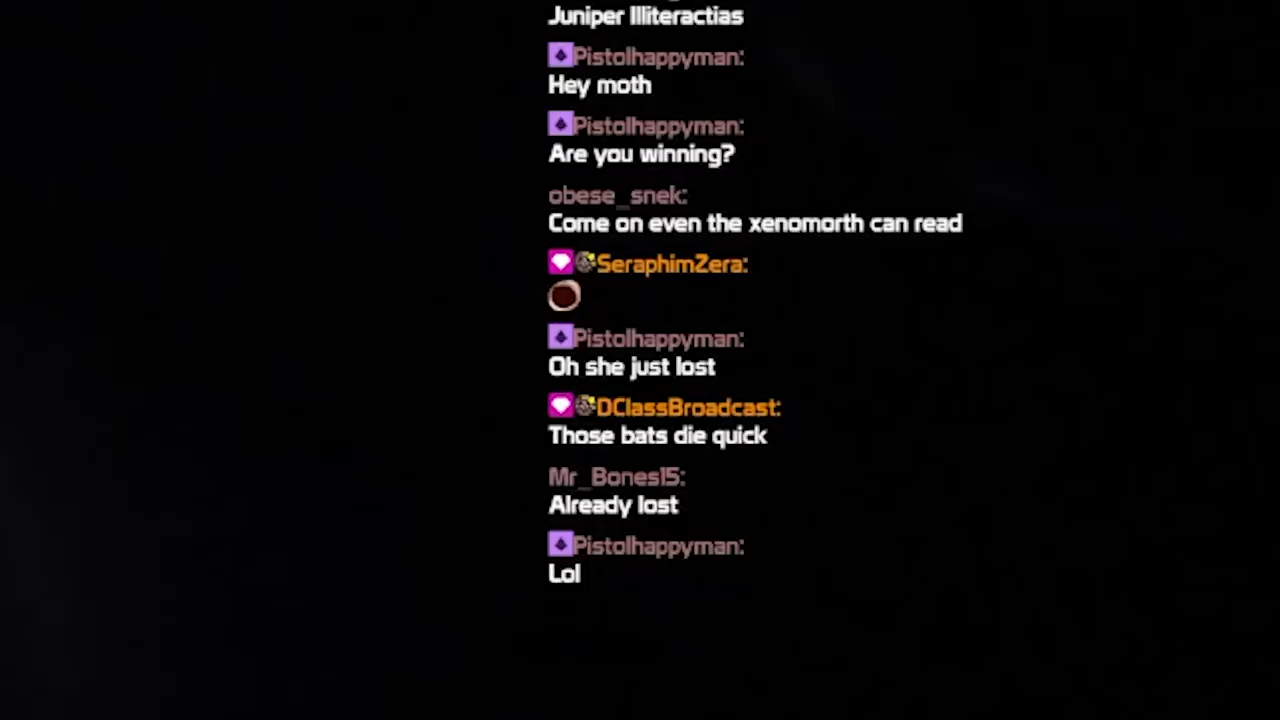 Juniper Illiteractias
Pistolhappyman:
Hey moth
Pistolhappyman:
Are you winning?
obese_snek:
Come on even the xenomorth can read
SeraphimZera:
Pistolhappyman:
Oh she just lost
DClassBroadcast:
Those bats die quick
Mr_Bones15:
Already lost
Pistolhappyman:
Lol